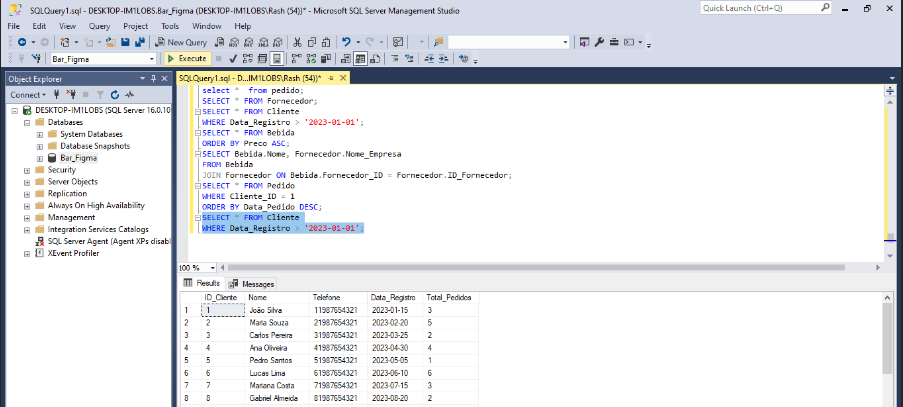 SQLQuery1.sql - DESKTOP-IM1LOBS.Bar_Figma (DESKTOP-IM1LOBS\Rash (54))* - Microsoft SQL Server Management Studio
Quick Launch (Ctrl+Q)
File Edit View Query Project Tools Window Help
New Query
Bar_Figma
Execute
Object Explorer
SQLQuery1.sql - D...IM1LOBS\Rash (54))*
Connect
DESKTOP-IM1LOBS (SQL Server 16.0.10
Databases
System Databases
Database Snapshots
Bar_Figma
Security
Server Objects
Replication
Always On High Availability
Management
Integration Services Catalogs
SQL Server Agent (Agent XPs disabl
XEvent Profiler
select * from pedido;
SELECT * FROM Fornecedor;
SELECT * FROM Cliente
WHERE Data_Registro > '2023-01-01';
SELECT * FROM Bebida
ORDER BY Preco ASC;
SELECT Bebida.Nome, Fornecedor.Nome_Empresa
FROM Bebida
JOIN Fornecedor ON Bebida.Fornecedor_ID = Fornecedor.ID_Fornecedor;
SELECT * FROM Pedido
WHERE Cliente_ID = 1
ORDER BY Data_Pedido DESC;
SELECT * FROM Cliente
WHERE Data_Registro > '2023-01-01';
100 %
Results Messages
ID_Cliente Nome Telefone Data_Registro Total_Pedidos
1 1 João Silva 11987654321 2023-01-15 3
2 2 Maria Souza 21987654321 2023-02-20 5
3 3 Carlos Pereira 31987654321 2023-03-25 2
4 4 Ana Oliveira 41987654321 2023-04-30 4
5 5 Pedro Santos 51987654321 2023-05-05 1
6 6 Lucas Lima 61987654321 2023-06-10 6
7 7 Mariana Costa 71987654321 2023-07-15 3
8 8 Gabriel Almeida 81987654321 2023-08-20 2